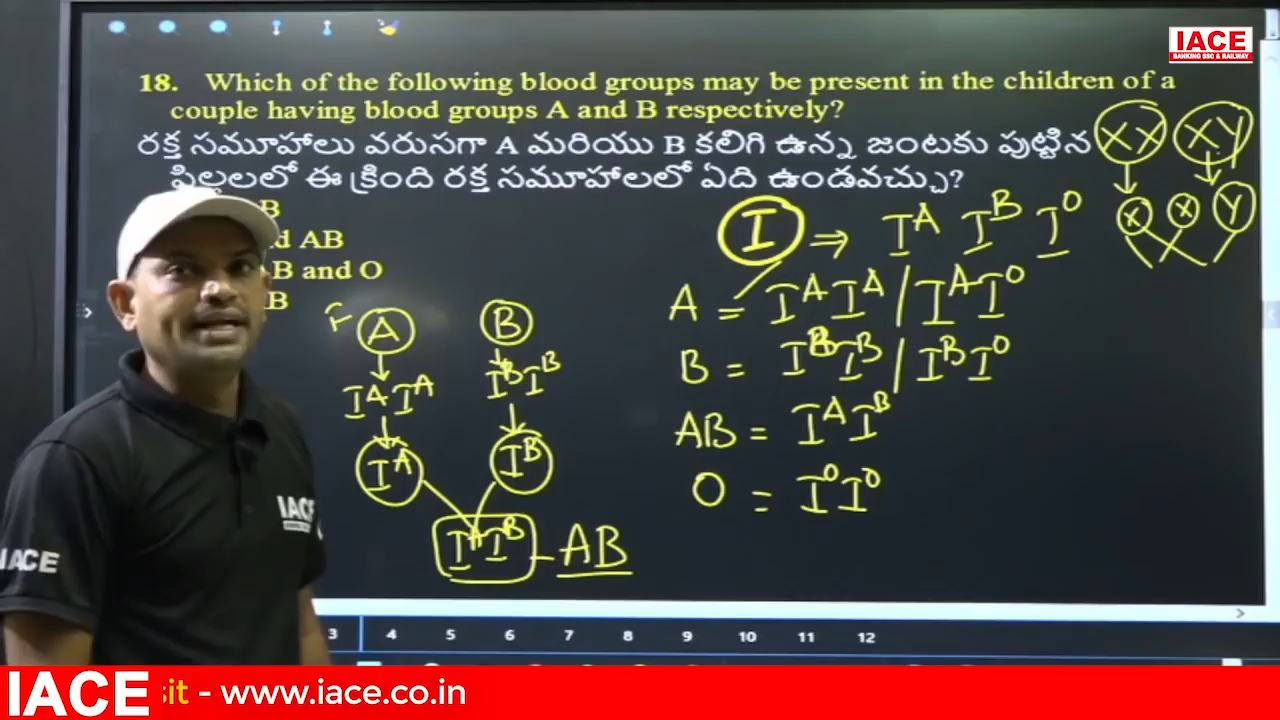 IACE
BANKING SSC & RAILWAY
18. Which of the following blood groups may be present in the children of a
couple having blood groups A and B respectively?
రక్త సమూహాలు వరుసగా A మరియు B కలిగి ఉన్న జంటకు పుట్టిన
పిల్లలలో ఈ క్రింది రక్త సమూహాలలో ఏది ఉండవచ్చు?
B
d AB
B and O
B
XX XY
X X Y
I ⇒ I^A I^B I^O
A = I^A I^A / I^A I^O
B = I^B I^B / I^B I^O
AB = I^A I^B
O = I^O I^O
A B
I^A I^A I^B I^B
I^A I^B
I^A I^B - AB
IACE
IACE
3 4 5 6 7 8 9 10 11 12
IACE sit - www.iace.co.in